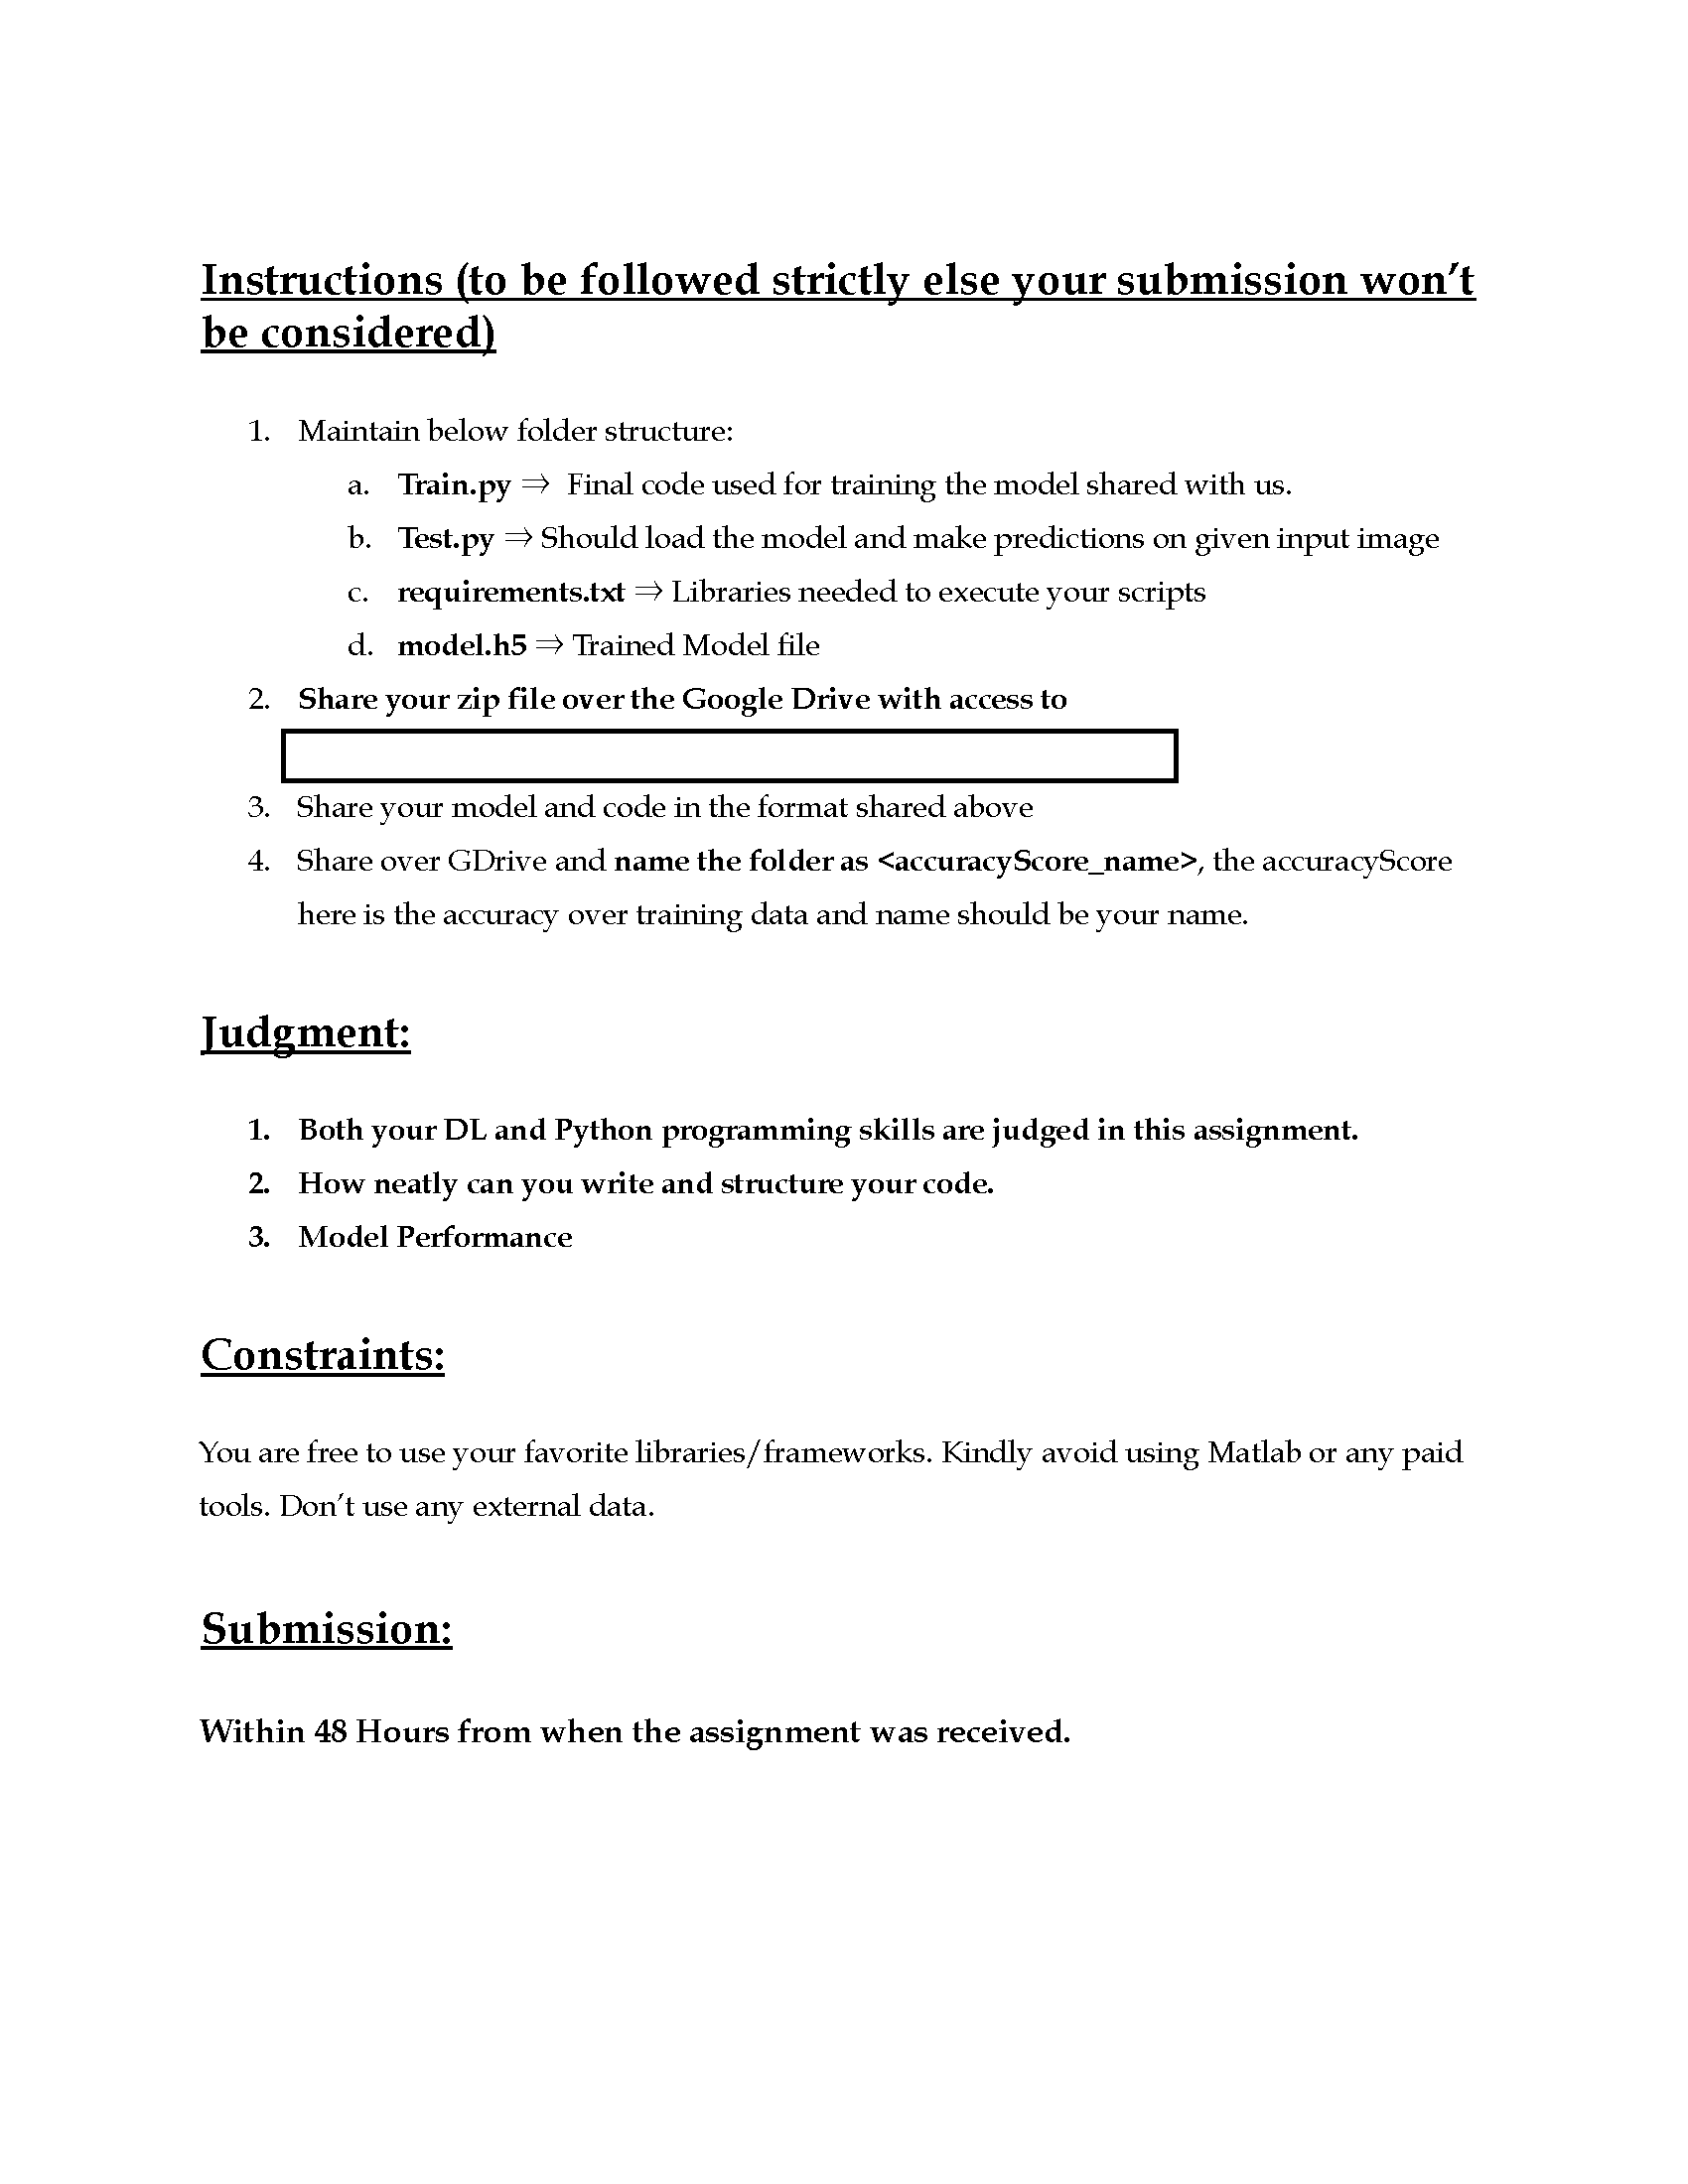 Instructions (to be followed strictly else your submission won’t
be considered)
1. Maintain below folder structure:
a. Train.py ⇒ Final code used for training the model shared with us.
b. Test.py ⇒ Should load the model and make predictions on given input image
c. requirements.txt ⇒ Libraries needed to execute your scripts
d. model.h5 ⇒ Trained Model file
2. Share your zip file over the Google Drive with access to
3. Share your model and code in the format shared above
4. Share over GDrive and name the folder as <accuracyScore_name>, the accuracyScore
here is the accuracy over training data and name should be your name.
Judgment:
1. Both your DL and Python programming skills are judged in this assignment.
2. How neatly can you write and structure your code.
3. Model Performance
Constraints:
You are free to use your favorite libraries/frameworks. Kindly avoid using Matlab or any paid
tools. Don’t use any external data.
Submission:
Within 48 Hours from when the assignment was received.